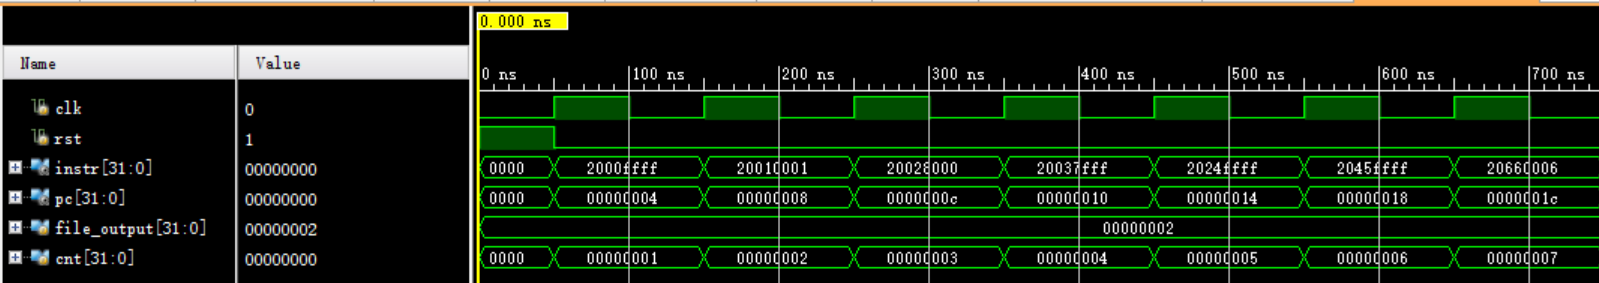 0.000 ns
Name Value
0 ns 100 ns 200 ns 300 ns 400 ns 500 ns 600 ns 700 ns
clk 0
rst 1
instr[31:0] 00000000 0000 2000ffff 20010001 20028000 20037fff 2024ffff 2045ffff 20660006
pc[31:0] 00000000 0000 00000004 00000008 0000000c 00000010 00000014 00000018 0000001c
file_output[31:0] 00000002 00000002
cnt[31:0] 00000000 0000 00000001 00000002 00000003 00000004 00000005 00000006 00000007